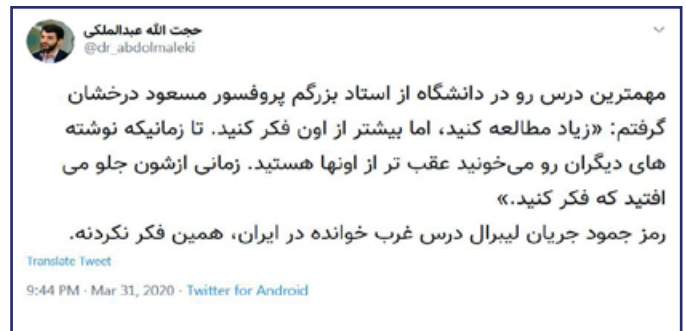 حجت الله عبدالملکی
@dr_abdolmaleki
مهمترین درس رو در دانشگاه از استاد بزرگم پروفسور مسعود درخشان
گرفتم: «زیاد مطالعه کنید، اما بیشتر از اون فکر کنید. تا زمانیکه نوشته
های دیگران رو می‌خونید عقب تر از اونها هستید. زمانی ازشون جلو می
افتید که فکر کنید.»
رمز جمود جریان لیبرال درس غرب خوانده در ایران، همین فکر نکردنه.
Translate Tweet
9:44 PM · Mar 31, 2020 · Twitter for Android